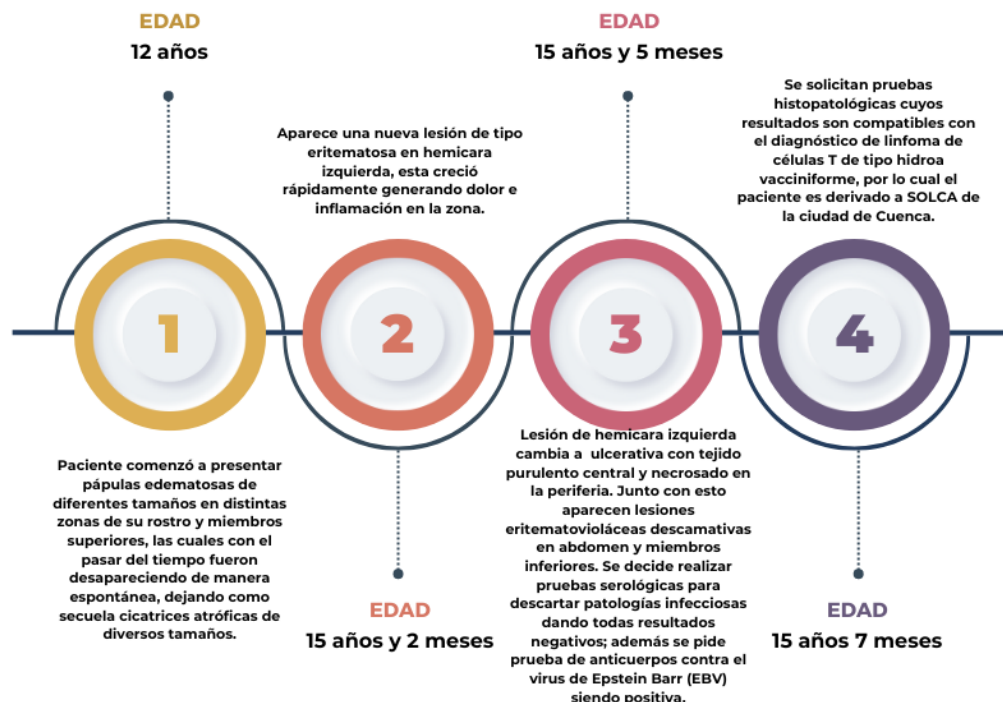 EDAD
12 años
1
Paciente comenzó a presentar
pápulas edematosas de
diferentes tamaños en distintas
zonas de su rostro y miembros
superiores, las cuales con el
pasar del tiempo fueron
desapareciendo de manera
espontánea, dejando como
secuela cicatrices atróficas de
diversos tamaños.
Aparece una nueva lesión de tipo
eritematosa en hemicara
izquierda, esta creció
rápidamente generando dolor e
inflamación en la zona.
2
EDAD
15 años y 2 meses
EDAD
15 años y 5 meses
3
Lesión de hemicara izquierda
cambia a ulcerativa con tejido
purulento central y necrosado en
la periferia. Junto con esto
aparecen lesiones
eritematovioláceas descamativas
en abdomen y miembros
inferiores. Se decide realizar
pruebas serológicas para
descartar patologías infecciosas
dando todas resultados
negativos; además se pide
prueba de anticuerpos contra el
virus de Epstein Barr (EBV)
siendo positiva.
Se solicitan pruebas
histopatológicas cuyos
resultados son compatibles con
el diagnóstico de linfoma de
células T de tipo hidroa
vacciniforme, por lo cual el
paciente es derivado a SOLCA de
la ciudad de Cuenca.
4
EDAD
15 años 7 meses